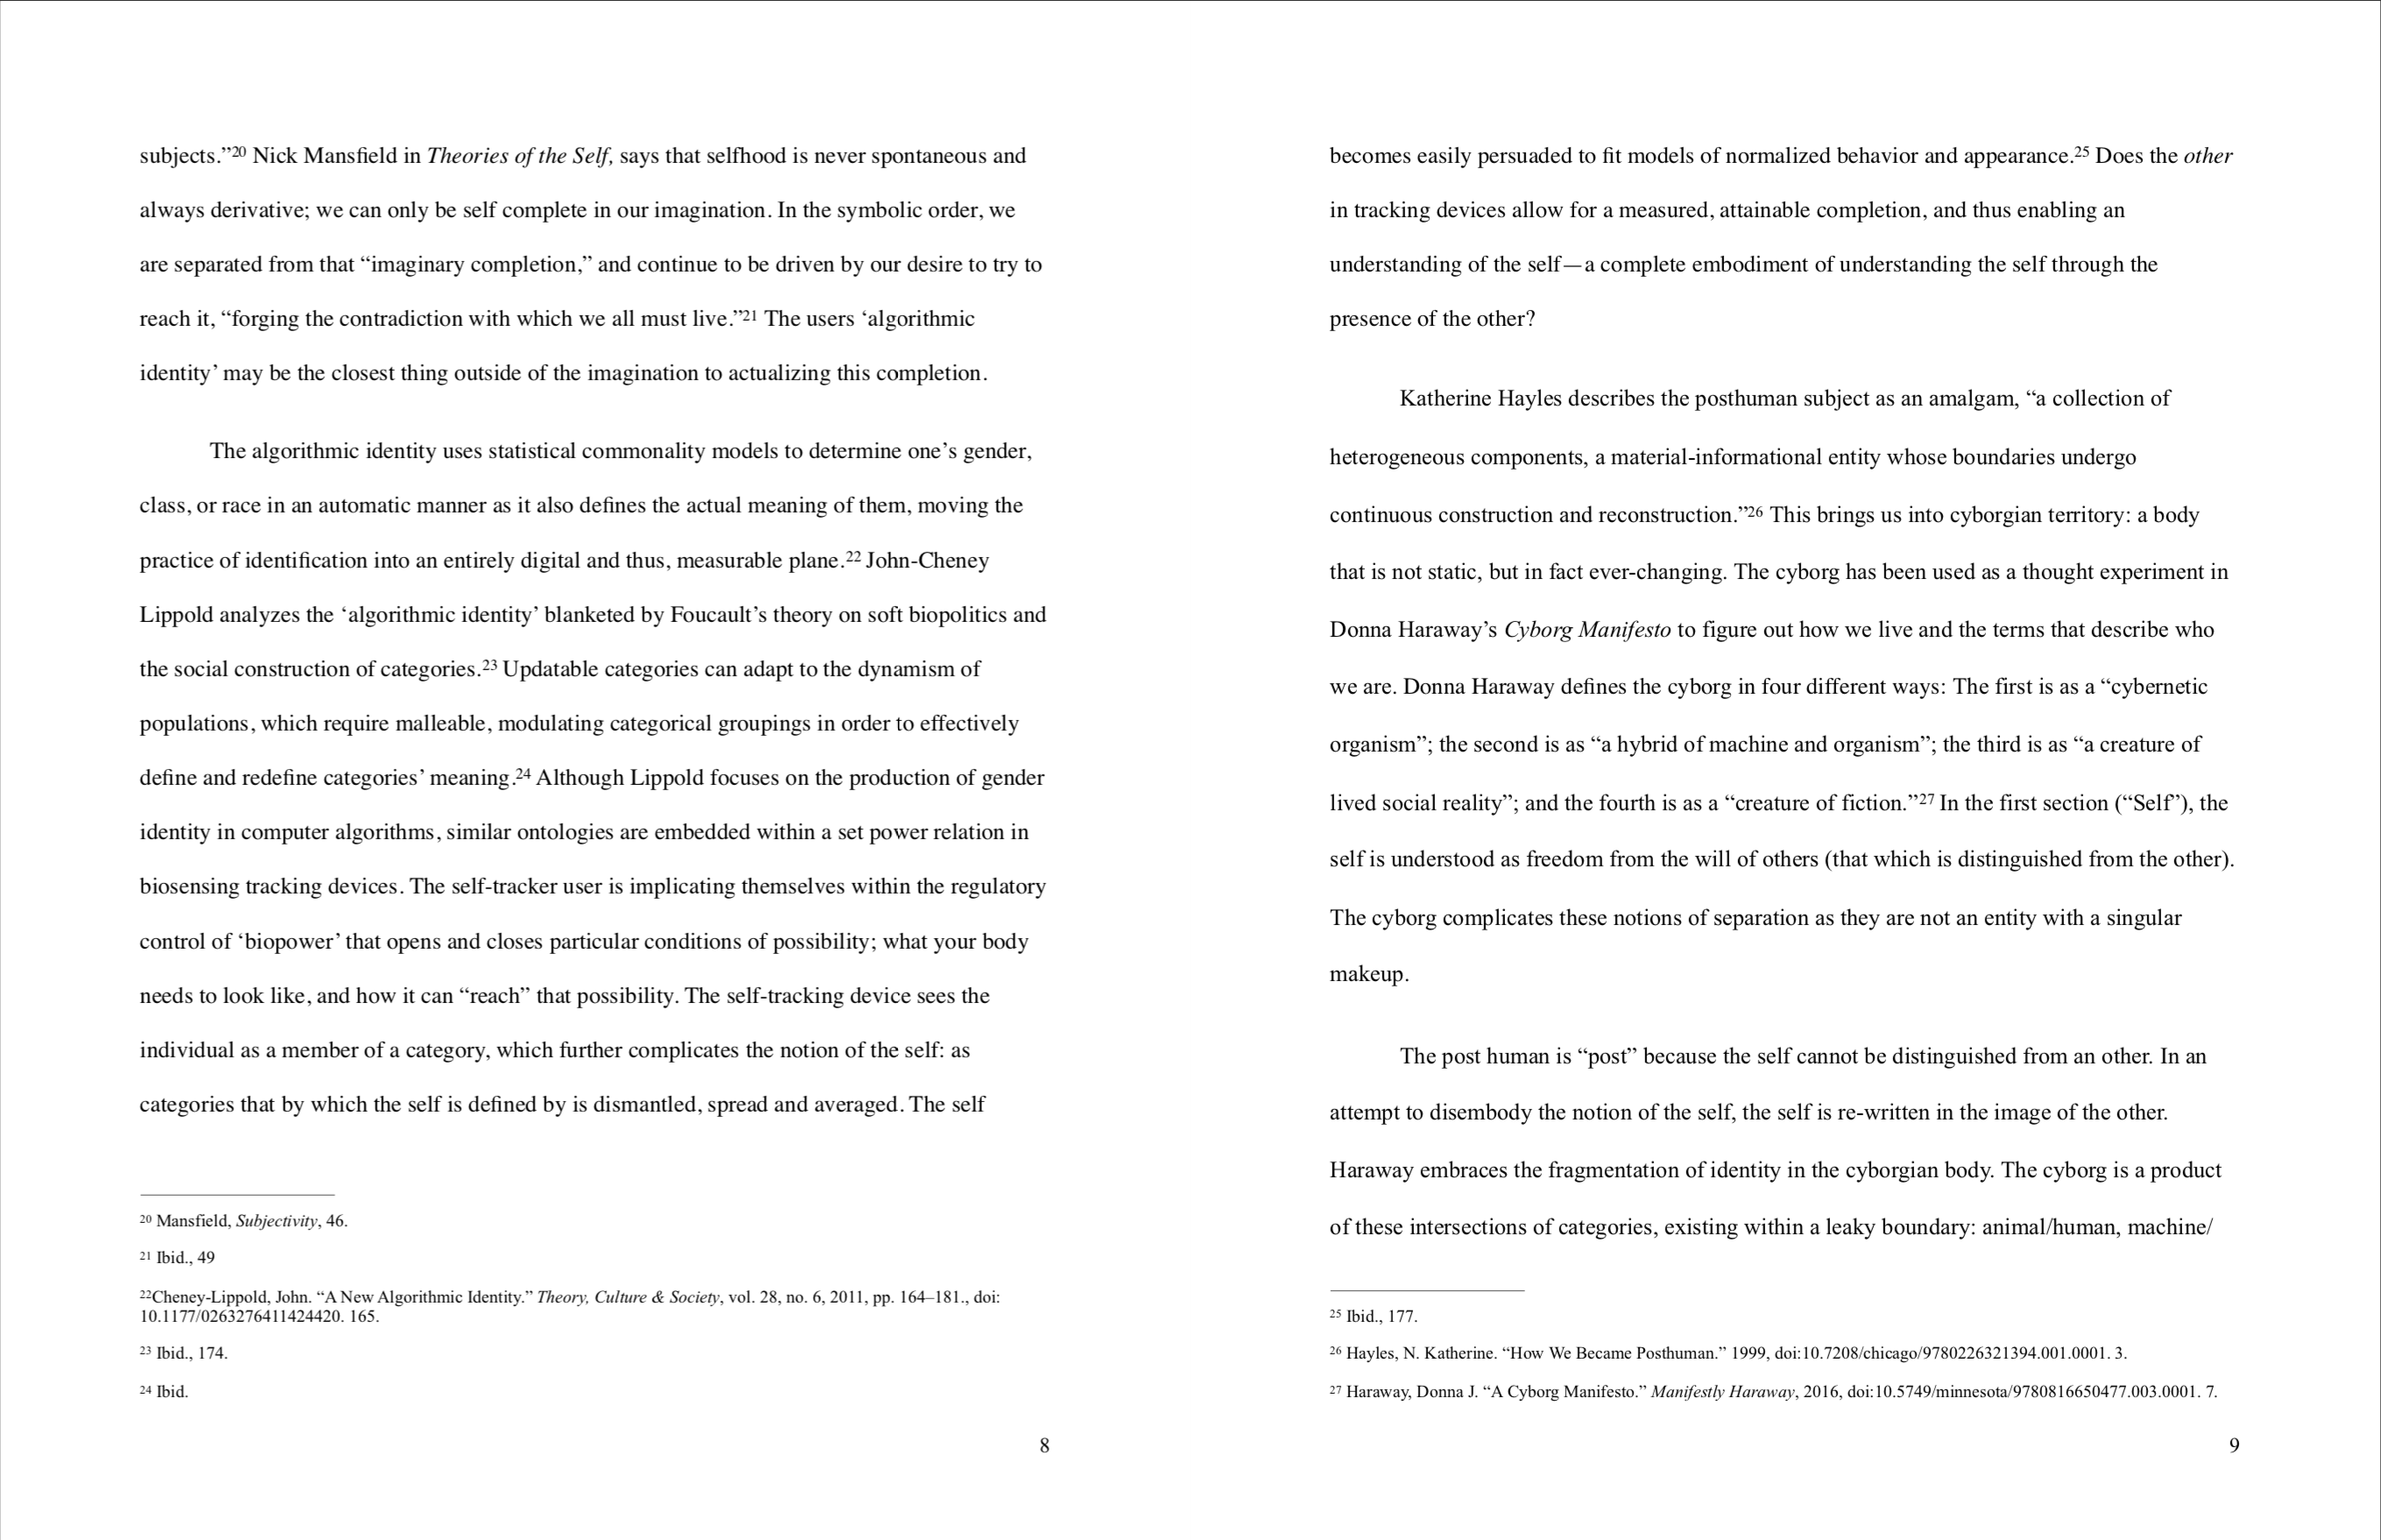 subjects.”20 Nick Mansfield in Theories of the Self, says that selfhood is never spontaneous and
always derivative; we can only be self complete in our imagination. In the symbolic order, we
are separated from that “imaginary completion,” and continue to be driven by our desire to try to
reach it, “forging the contradiction with which we all must live.”21 The users ‘algorithmic
identity’ may be the closest thing outside of the imagination to actualizing this completion.
The algorithmic identity uses statistical commonality models to determine one’s gender,
class, or race in an automatic manner as it also defines the actual meaning of them, moving the
practice of identification into an entirely digital and thus, measurable plane.22 John-Cheney
Lippold analyzes the ‘algorithmic identity’ blanketed by Foucault’s theory on soft biopolitics and
the social construction of categories.23 Updatable categories can adapt to the dynamism of
populations, which require malleable, modulating categorical groupings in order to effectively
define and redefine categories’ meaning.24 Although Lippold focuses on the production of gender
identity in computer algorithms, similar ontologies are embedded within a set power relation in
biosensing tracking devices. The self-tracker user is implicating themselves within the regulatory
control of ‘biopower’ that opens and closes particular conditions of possibility; what your body
needs to look like, and how it can “reach” that possibility. The self-tracking device sees the
individual as a member of a category, which further complicates the notion of the self: as
categories that by which the self is defined by is dismantled, spread and averaged. The self
20 Mansfield, Subjectivity, 46.
21 Ibid., 49
22Cheney-Lippold, John. “A New Algorithmic Identity.” Theory, Culture & Society, vol. 28, no. 6, 2011, pp. 164–181., doi:
10.1177/0263276411424420. 165.
23 Ibid., 174.
24 Ibid.
8
becomes easily persuaded to fit models of normalized behavior and appearance.25 Does the other
in tracking devices allow for a measured, attainable completion, and thus enabling an
understanding of the self—a complete embodiment of understanding the self through the
presence of the other?
Katherine Hayles describes the posthuman subject as an amalgam, “a collection of
heterogeneous components, a material-informational entity whose boundaries undergo
continuous construction and reconstruction.”26 This brings us into cyborgian territory: a body
that is not static, but in fact ever-changing. The cyborg has been used as a thought experiment in
Donna Haraway’s Cyborg Manifesto to figure out how we live and the terms that describe who
we are. Donna Haraway defines the cyborg in four different ways: The first is as a “cybernetic
organism”; the second is as “a hybrid of machine and organism”; the third is as “a creature of
lived social reality”; and the fourth is as a “creature of fiction.”27 In the first section (“Self”), the
self is understood as freedom from the will of others (that which is distinguished from the other).
The cyborg complicates these notions of separation as they are not an entity with a singular
makeup.
The post human is “post” because the self cannot be distinguished from an other. In an
attempt to disembody the notion of the self, the self is re-written in the image of the other.
Haraway embraces the fragmentation of identity in the cyborgian body. The cyborg is a product
of these intersections of categories, existing within a leaky boundary: animal/human, machine/
25 Ibid., 177.
26 Hayles, N. Katherine. “How We Became Posthuman.” 1999, doi:10.7208/chicago/9780226321394.001.0001. 3.
27 Haraway, Donna J. “A Cyborg Manifesto.” Manifestly Haraway, 2016, doi:10.5749/minnesota/9780816650477.003.0001. 7.
9